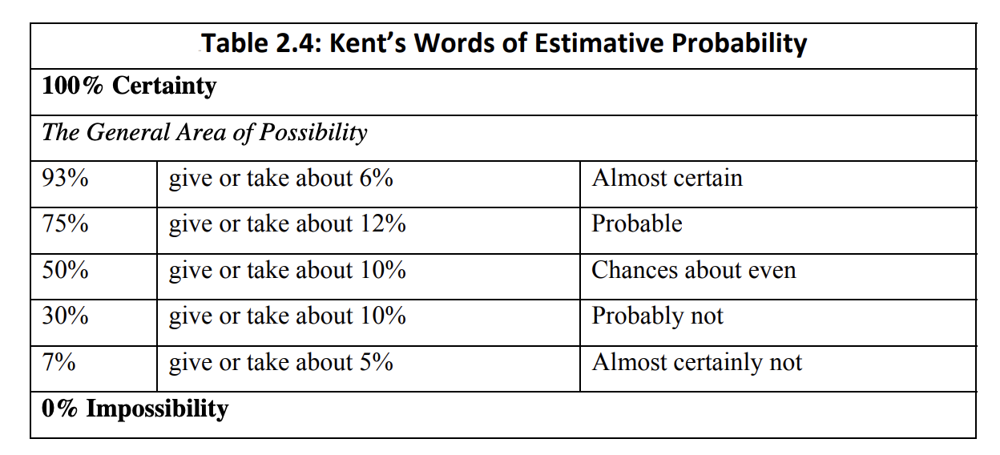 Table 2.4: Kent's Words of Estimative Probability
100% Certainty
The General Area of Possibility
93% give or take about 6% Almost certain
75% give or take about 12% Probable
50% give or take about 10% Chances about even
30% give or take about 10% Probably not
7% give or take about 5% Almost certainly not
0% Impossibility